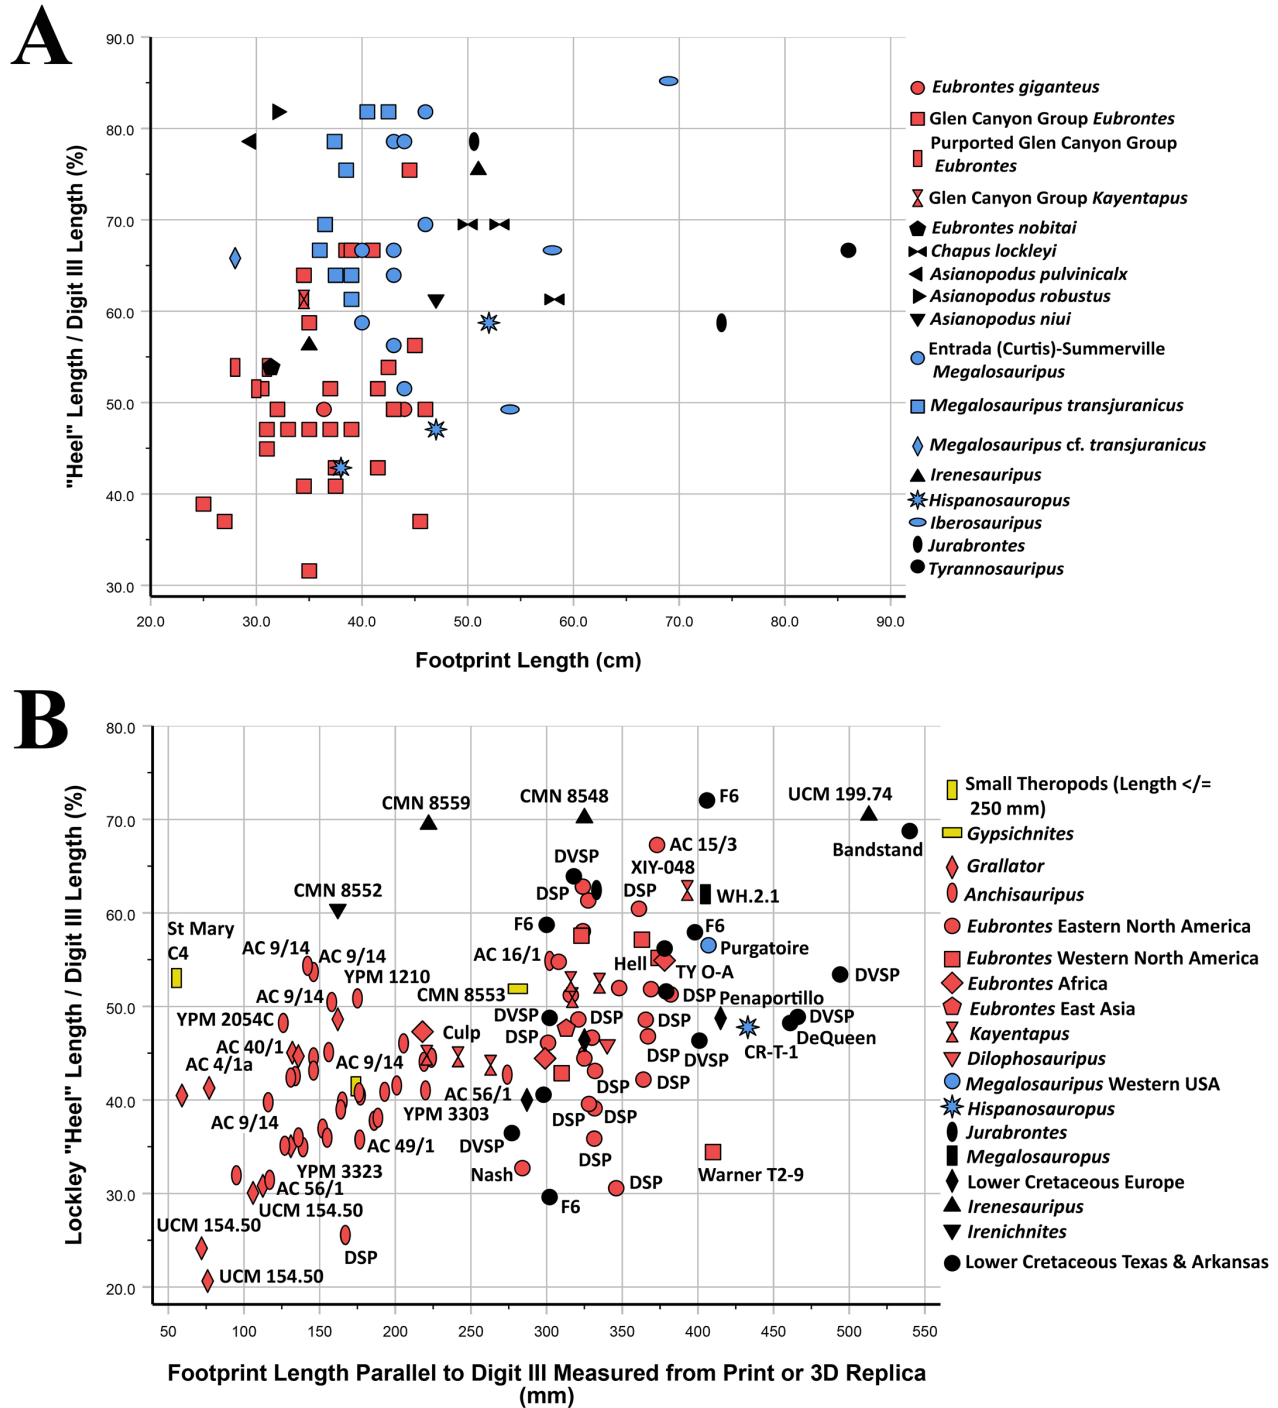 A
90.0
80.0
70.0
60.0
50.0
40.0
30.0
20.0 30.0 40.0 50.0 60.0 70.0 80.0 90.0
"Heel" Length / Digit III Length (%)
Footprint Length (cm)
Eubrontes giganteus
Glen Canyon Group Eubrontes
Purported Glen Canyon Group
Eubrontes
Glen Canyon Group Kayentapus
Eubrontes nobitai
Chapus lockleyi
Asianopodus pulvinicalx
Asianopodus robustus
Asianopodus niui
Entrada (Curtis)-Summerville
Megalosauripus
Megalosauripus transjuranicus
Megalosauripus cf. transjuranicus
Irenesauripus
Hispanosauropus
Iberosauripus
Jurabrontes
Tyrannosauripus
B
80.0
70.0
60.0
50.0
40.0
30.0
20.0
50 100 150 200 250 300 350 400 450 500 550
Lockley "Heel" Length / Digit III Length (%)
Footprint Length Parallel to Digit III Measured from Print or 3D Replica
(mm)
CMN 8559
CMN 8548
F6
UCM 199.74
Bandstand
AC 15/3
DVSP
XIY-048
DSP
DSP
WH.2.1
CMN 8552
St Mary
C4
F6
F6
Purgatoire
AC 9/14
AC 9/14
AC 16/1
Hell
TY O-A
YPM 1210
DVSP
AC 9/14
CMN 8553
DSP
Penaportillo
YPM 2054C
DVSP
DSP
DSP
DVSP
DeQueen
Culp
DSP
AC 40/1
DSP
DVSP
CR-T-1
AC 4/1a
AC 9/14
DSP
DSP
AC 56/1
YPM 3303
AC 9/14
DSP
DSP
AC 49/1
DVSP
DSP
YPM 3323
Nash
Warner T2-9
AC 56/1
DSP
UCM 154.50
F6
UCM 154.50
DSP
UCM 154.50
Small Theropods (Length </=
250 mm)
Gypsichnites
Grallator
Anchisauripus
Eubrontes Eastern North America
Eubrontes Western North America
Eubrontes Africa
Eubrontes East Asia
Kayentapus
Dilophosauripus
Megalosauripus Western USA
Hispanosauropus
Jurabrontes
Megalosauropus
Lower Cretaceous Europe
Irenesauripus
Irenichnites
Lower Cretaceous Texas & Arkansas